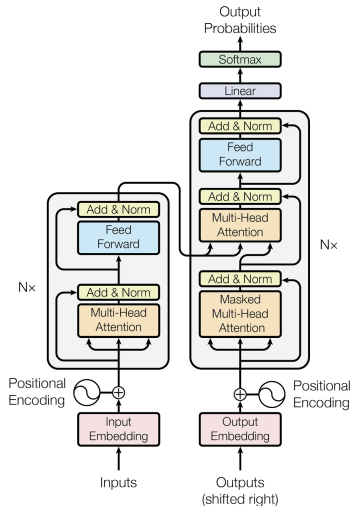 Output
Probabilities
Softmax
Linear
Add & Norm
Feed
Forward
Add & Norm
Multi-Head
Attention
Nx
Add & Norm
Masked
Multi-Head
Attention
Nx
Add & Norm
Feed
Forward
Add & Norm
Multi-Head
Attention
Positional
Encoding
Positional
Encoding
Input
Embedding
Output
Embedding
Inputs
Outputs
(shifted right)